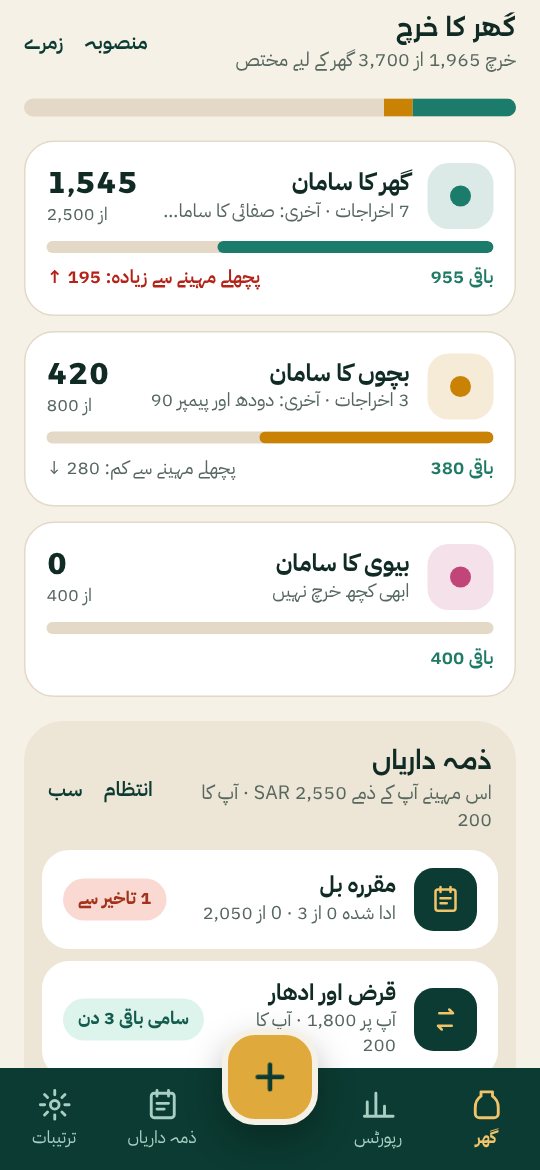 گھر کا خرچ
منصوبہ زمرے
خرچ 1,965 از 3,700 گھر کے لیے مختص
گھر کا سامان
1,545
7 اخراجات · آخری: صفائی کا ساما...
از 2,500
باقی 955
پچھلے مہینے سے زیادہ: 195 ↑
بچوں کا سامان
420
3 اخراجات · آخری: دودھ اور پیمپر 90
از 800
باقی 380
پچھلے مہینے سے کم: 280 ↓
بیوی کا سامان
0
ابھی کچھ خرچ نہیں
از 400
باقی 400
ذمہ داریاں
انتظام سب
اس مہینے آپ کے ذمے SAR 2,550 · آپ کا
200
مقررہ بل
1 تاخیر سے
ادا شدہ 0 از 3 · 0 از 2,050
قرض اور ادھار
سامی باقی 3 دن
آپ پر 1,800 · آپ کا
200
گھر
رپورٹس
ذمہ داریاں
ترتیبات